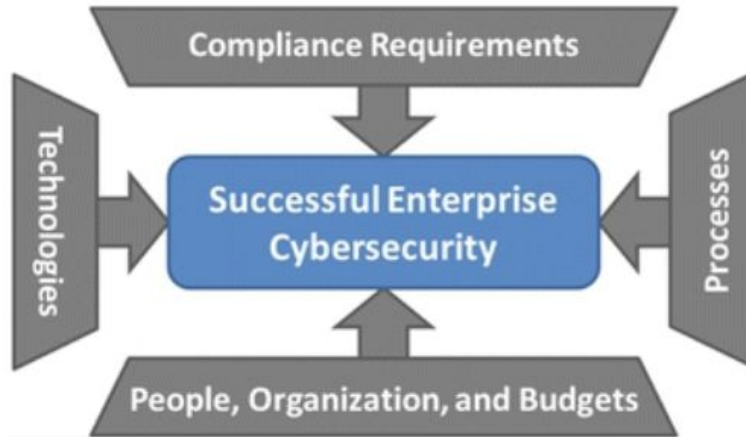 Compliance Requirements
Technologies
Successful Enterprise
Cybersecurity
Processes
People, Organization, and Budgets